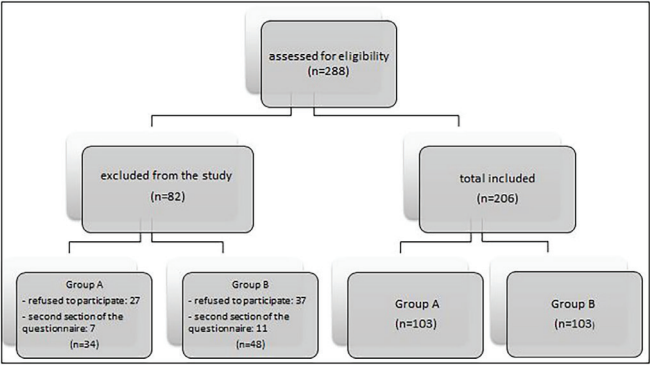 assessed for eligibility
(n=288)
excluded from the study
(n=82)
total included
(n=206)
Group A
- refused to participate: 27
- second section of the
questionnaire: 7
(n=34)
Group B
- refused to participate: 37
- second section of the
questionnaire: 11
(n=48)
Group A
(n=103)
Group B
(n=103)